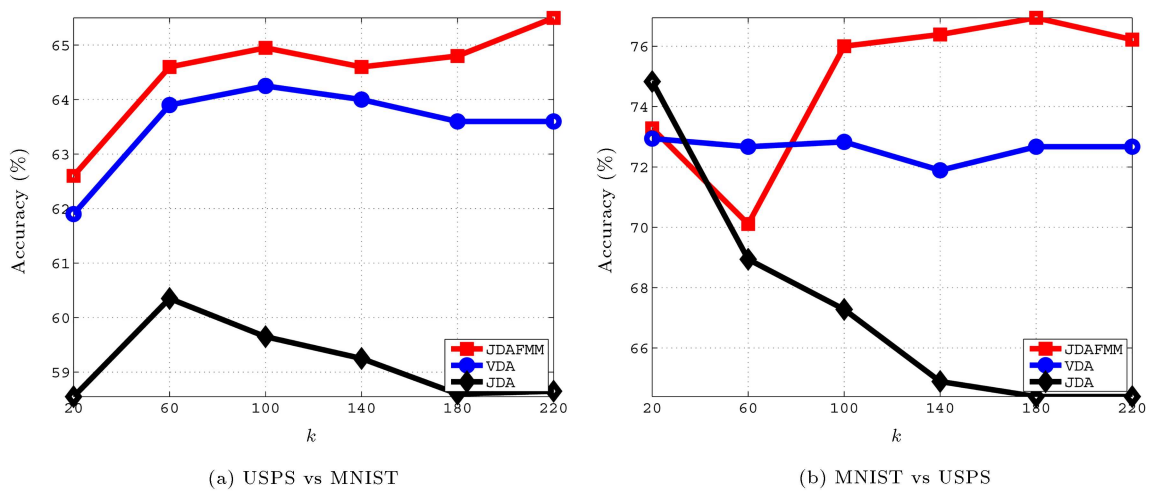 65
64
63
62
61
60
59
Accuracy (%)
JDAFMM
VDA
JDA
20 60 100 140 180 220
k
(a) USPS vs MNIST
76
74
72
70
68
66
Accuracy (%)
JDAFMM
VDA
JDA
20 60 100 140 180 220
k
(b) MNIST vs USPS